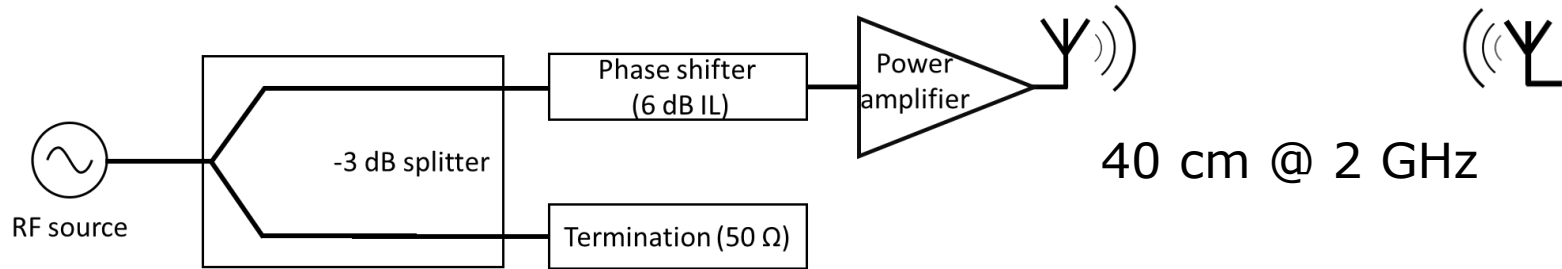 Phase shifter
(6 dB IL)
Power
amplifier
-3 dB splitter
40 cm @ 2 GHz
RF source
Termination (50 Ω)